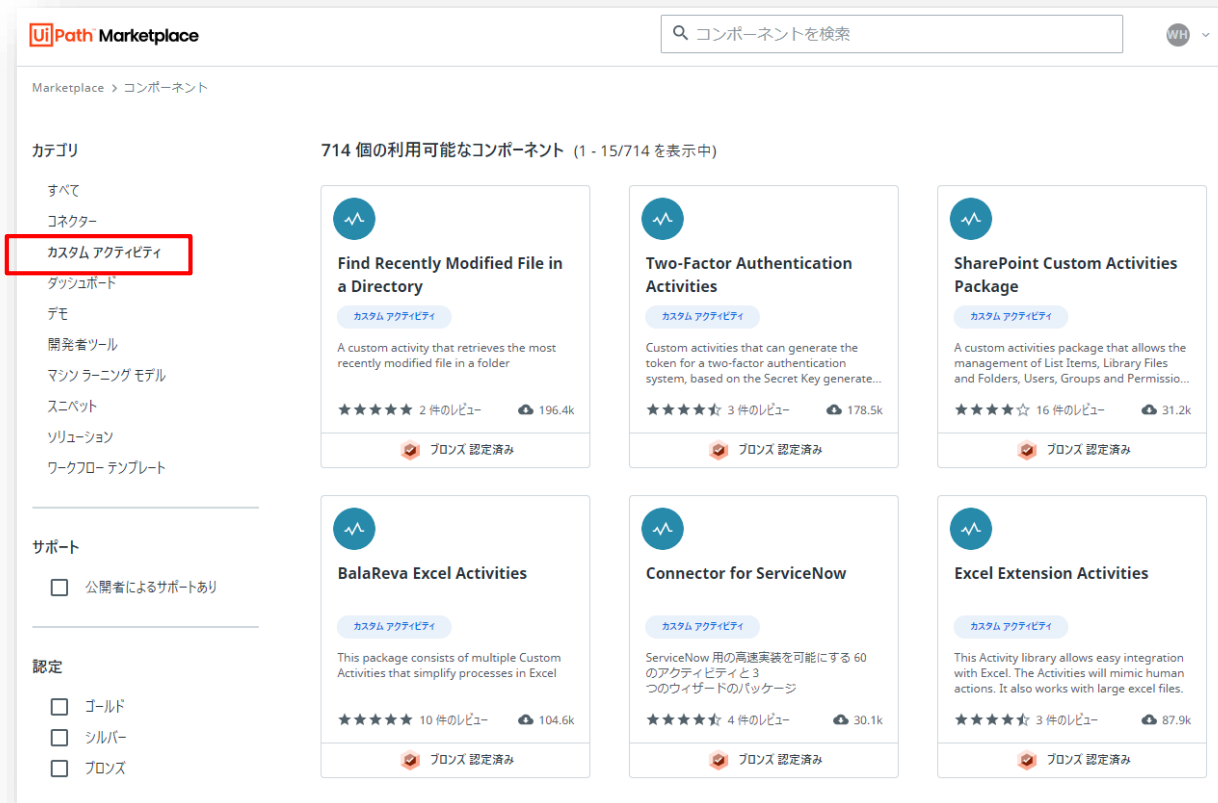 UiPath Marketplace
コンポーネントを検索
WH
Marketplace > コンポーネント
カテゴリ
すべて
コネクター
カスタム アクティビティ
ダッシュボード
デモ
開発者ツール
マシン ラーニング モデル
スニペット
ソリューション
ワークフロー テンプレート
サポート
公開者によるサポートあり
認定
ゴールド
シルバー
ブロンズ
714 個の利用可能なコンポーネント (1 - 15/714 を表示中)
Find Recently Modified File in
a Directory
カスタム アクティビティ
A custom activity that retrieves the most
recently modified file in a folder
2 件のレビュー 196.4k
ブロンズ 認定済み
Two-Factor Authentication
Activities
カスタム アクティビティ
Custom activities that can generate the
token for a two-factor authentication
system, based on the Secret Key generate...
3 件のレビュー 178.5k
ブロンズ 認定済み
SharePoint Custom Activities
Package
カスタム アクティビティ
A custom activities package that allows the
management of List Items, Library Files
and Folders, Users, Groups and Permissio...
16 件のレビュー 31.2k
ブロンズ 認定済み
BalaReva Excel Activities
カスタム アクティビティ
This package consists of multiple Custom
Activities that simplify processes in Excel
10 件のレビュー 104.6k
ブロンズ 認定済み
Connector for ServiceNow
カスタム アクティビティ
ServiceNow 用の高速実装を可能にする 60
のアクティビティと 3
つのウィザードのパッケージ
4 件のレビュー 30.1k
ブロンズ 認定済み
Excel Extension Activities
カスタム アクティビティ
This Activity library allows easy integration
with Excel. The Activities will mimic human
actions. It also works with large excel files.
3 件のレビュー 87.9k
ブロンズ 認定済み